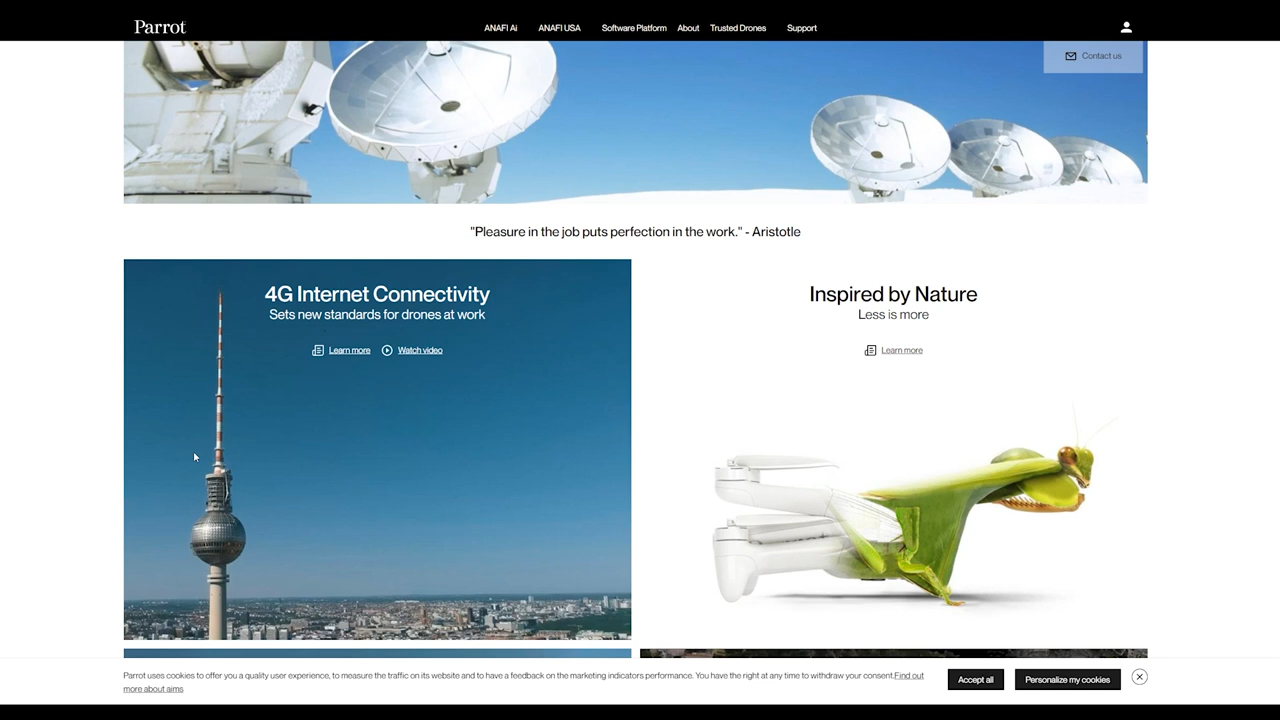 Parrot
ANAFI Ai ANAFI USA Software Platform About Trusted Drones Support
Contact us
"Pleasure in the job puts perfection in the work." - Aristotle
4G Internet Connectivity
Sets new standards for drones at work
Learn more Watch video
Inspired by Nature
Less is more
Learn more
Parrot uses cookies to offer you a quality user experience, to measure the traffic on its website and to have a feedback on the marketing indicators performance. You have the right at any time to withdraw your consent.Find out
more about aims
Accept all
Personalize my cookies